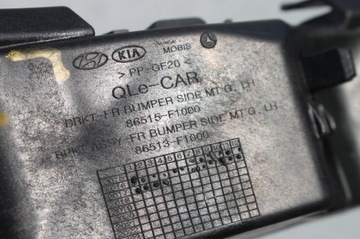 KIA MOBIS
> PP-GF20 <
QLe-CAR
BRKT-FR BUMPER SIDE MT'G, LH
86515-F1000
BRKT ASSY-FR BUMPER SIDE MT'G, LH
86513-F1000